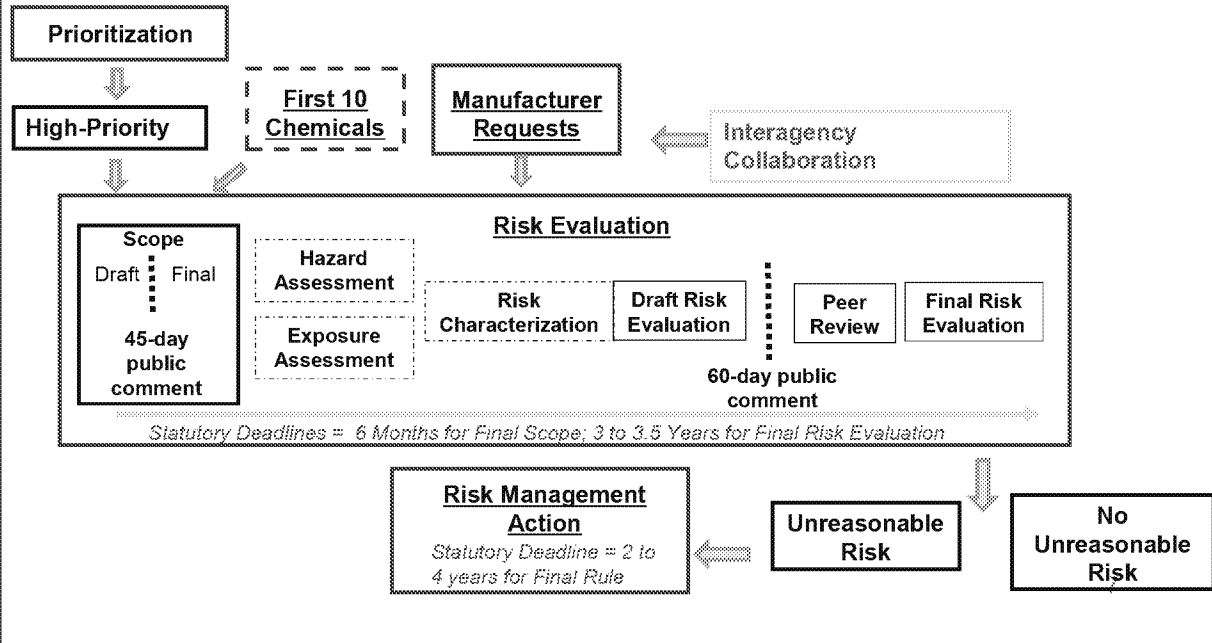 Prioritization
High-Priority
First 10
Chemicals
Manufacturer
Requests
Interagency
Collaboration
Risk Evaluation
Scope
Draft
Final
45-day
public
comment
Hazard
Assessment
Exposure
Assessment
Risk
Characterization
Draft Risk
Evaluation
60-day public
comment
Peer
Review
Final Risk
Evaluation
Statutory Deadlines = 6 Months for Final Scope; 3 to 3.5 Years for Final Risk Evaluation
Risk Management
Action
Statutory Deadline = 2 to
4 years for Final Rule
Unreasonable
Risk
No
Unreasonable
Risk